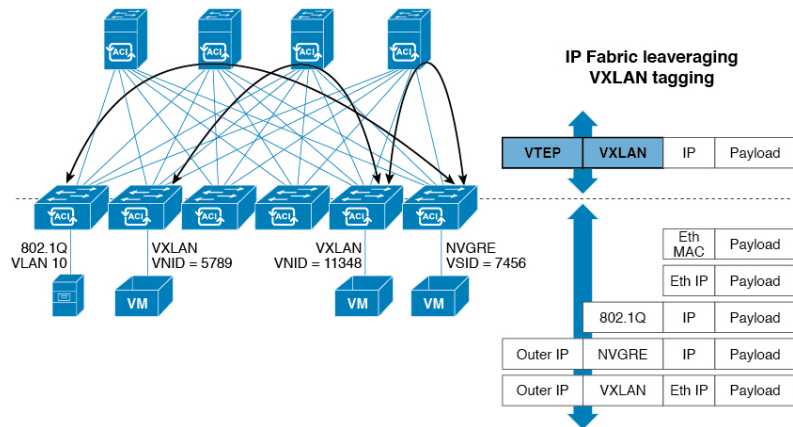 ACI
ACI
ACI
ACI
IP Fabric leaveraging
VXLAN tagging
VTEP
VXLAN
IP
Payload
ACI
ACI
ACI
ACI
ACI
ACI
802.1Q
VLAN 10
VXLAN
VNID = 5789
VXLAN
VNID = 11348
NVGRE
VSID = 7456
VM
VM
VM
Eth
MAC
Payload
Eth IP
Payload
802.1Q
IP
Payload
Outer IP
NVGRE
IP
Payload
Outer IP
VXLAN
Eth IP
Payload